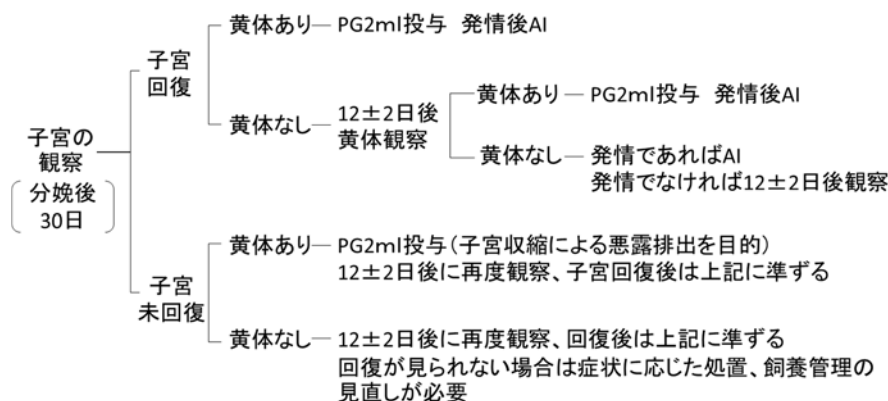 子宮の
観察
分娩後
30日
子宮
回復
黄体あり
PG2ml投与 発情後AI
黄体なし
12±2日後
黄体観察
黄体あり
PG2ml投与 発情後AI
黄体なし
発情であればAI
発情でなければ12±2日後観察
子宮
未回復
黄体あり
PG2ml投与(子宮収縮による悪露排出を目的)
12±2日後に再度観察、子宮回復後は上記に準ずる
黄体なし
12±2日後に再度観察、回復後は上記に準ずる
回復が見られない場合は症状に応じた処置、飼養管理の
見直しが必要